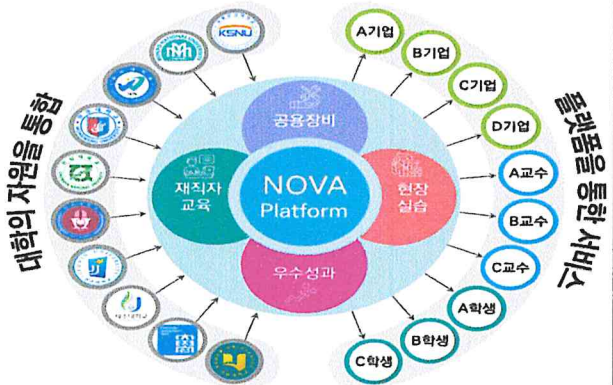 대학의 자원을 통합
KSNU
공용장비
재직자
교육
NOVA
Platform
현장
실습
우수성과
A기업
B기업
C기업
D기업
A교수
B교수
C교수
A학생
B학생
C학생
플랫폼을 통한 서비스